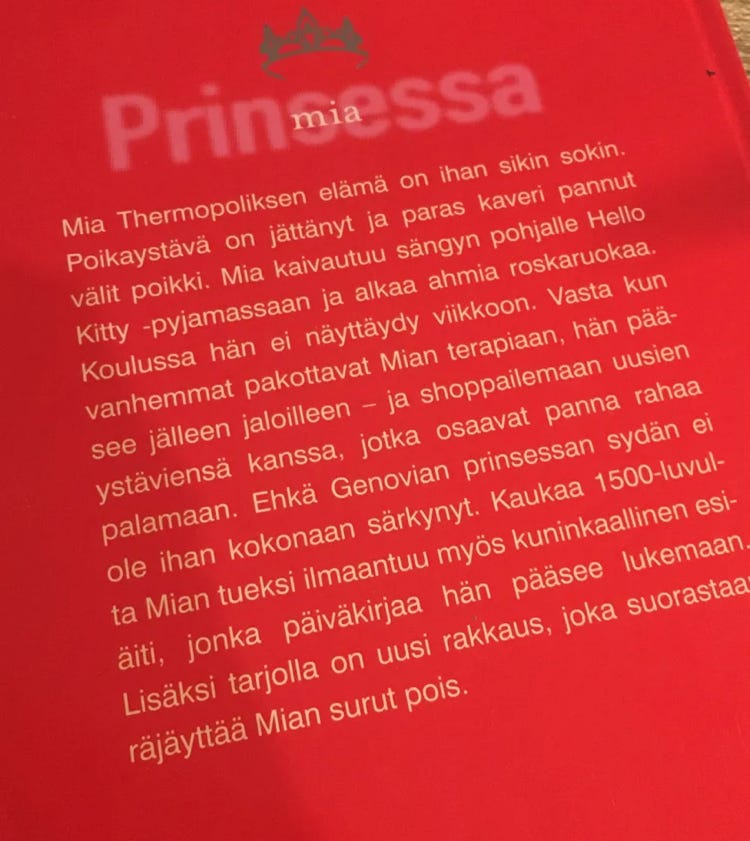 Prinsessa
mia
Mia Thermopoliksen elämä on ihan sikin sokin.
Poikaystävä on jättänyt ja paras kaveri pannut
välit poikki. Mia kaivautuu sängyn pohjalle Hello
Kitty -pyjamassaan ja alkaa ahmia roskaruokaa.
Koulussa hän ei näyttäydy viikkoon. Vasta kun
vanhemmat pakottavat Mian terapiaan, hän pää-
see jälleen jaloilleen – ja shoppailemaan uusien
ystäviensä kanssa, jotka osaavat panna rahaa
palamaan. Ehkä Genovian prinsessan sydän ei
ole ihan kokonaan särkynyt. Kaukaa 1500-luvul-
ta Mian tueksi ilmaantuu myös kuninkaallinen esi-
äiti, jonka päiväkirjaa hän pääsee lukemaan.
Lisäksi tarjolla on uusi rakkaus, joka suorastaa
räjäyttää Mian surut pois.